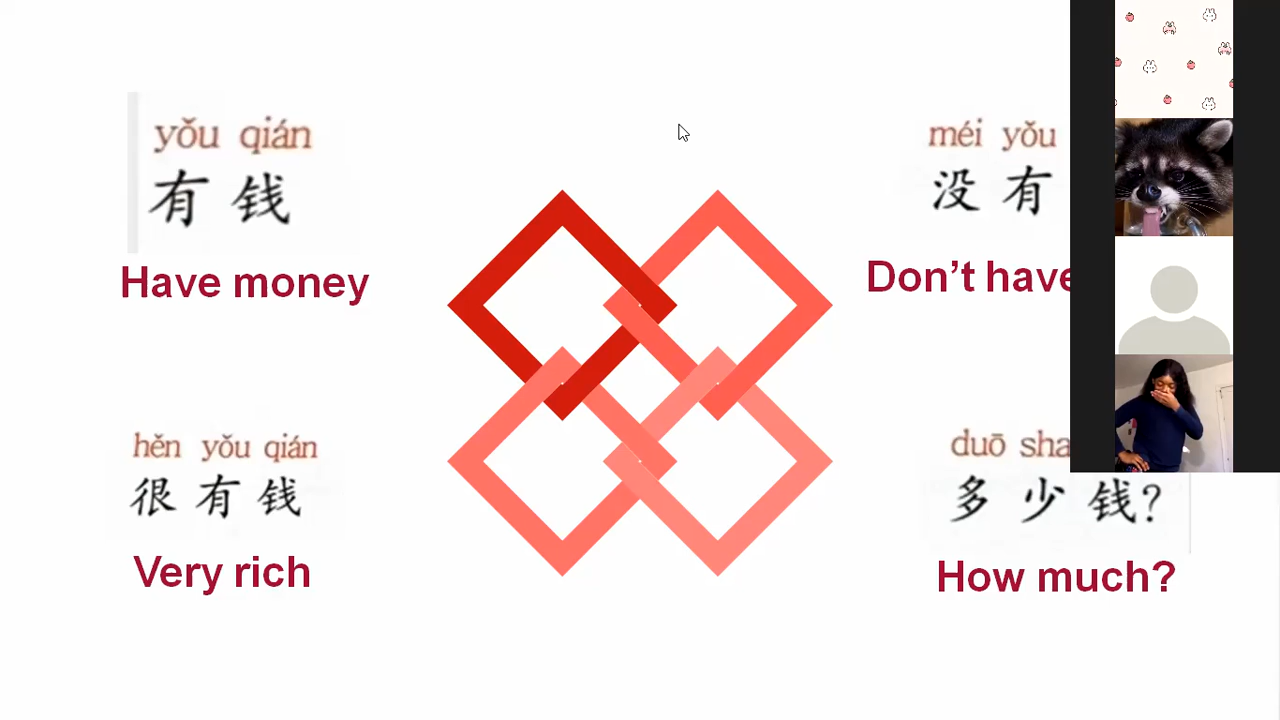 yǒu qián
有 钱
Have money
méi yǒu
没 有
Don’t have
hěn yǒu qián
很 有 钱
Very rich
duō sha
多 少 钱?
How much?